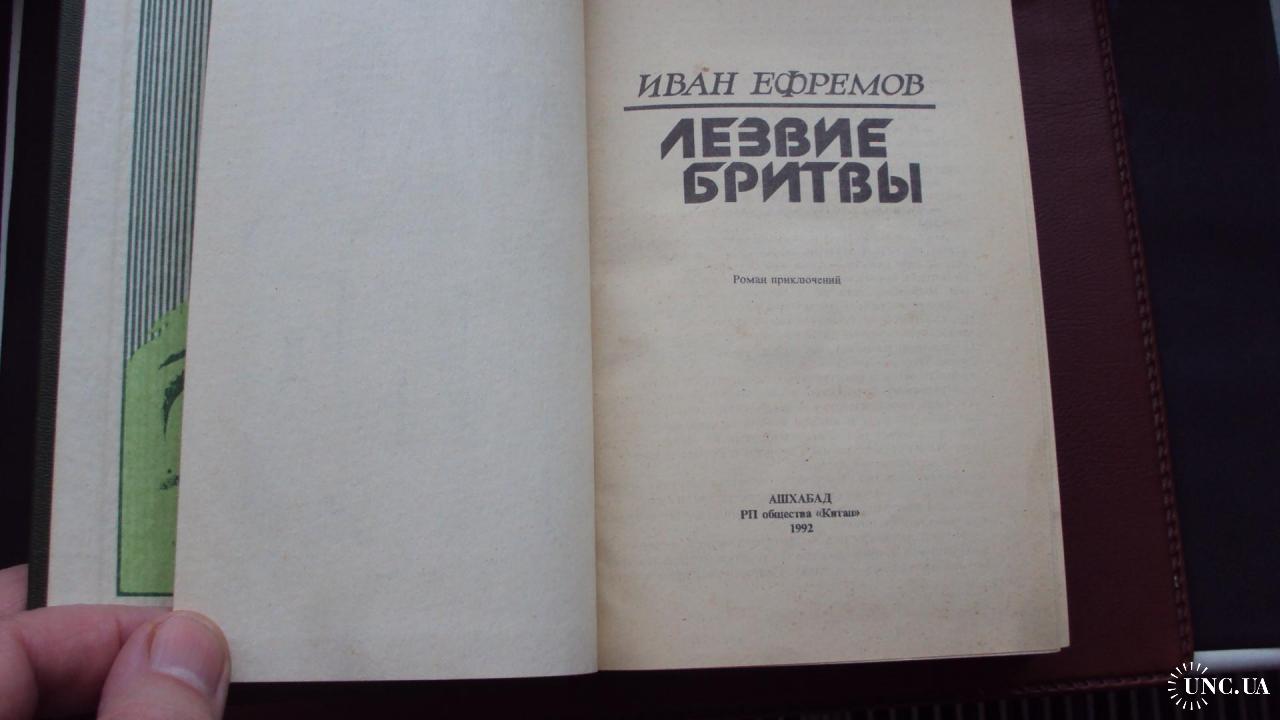 ИВАН ЕФРЕМОВ
ЛЕЗВИЕ
БРИТВЫ
Роман приключений
АШХАБАД
РП общества «Китап»
1992
UNC.UA